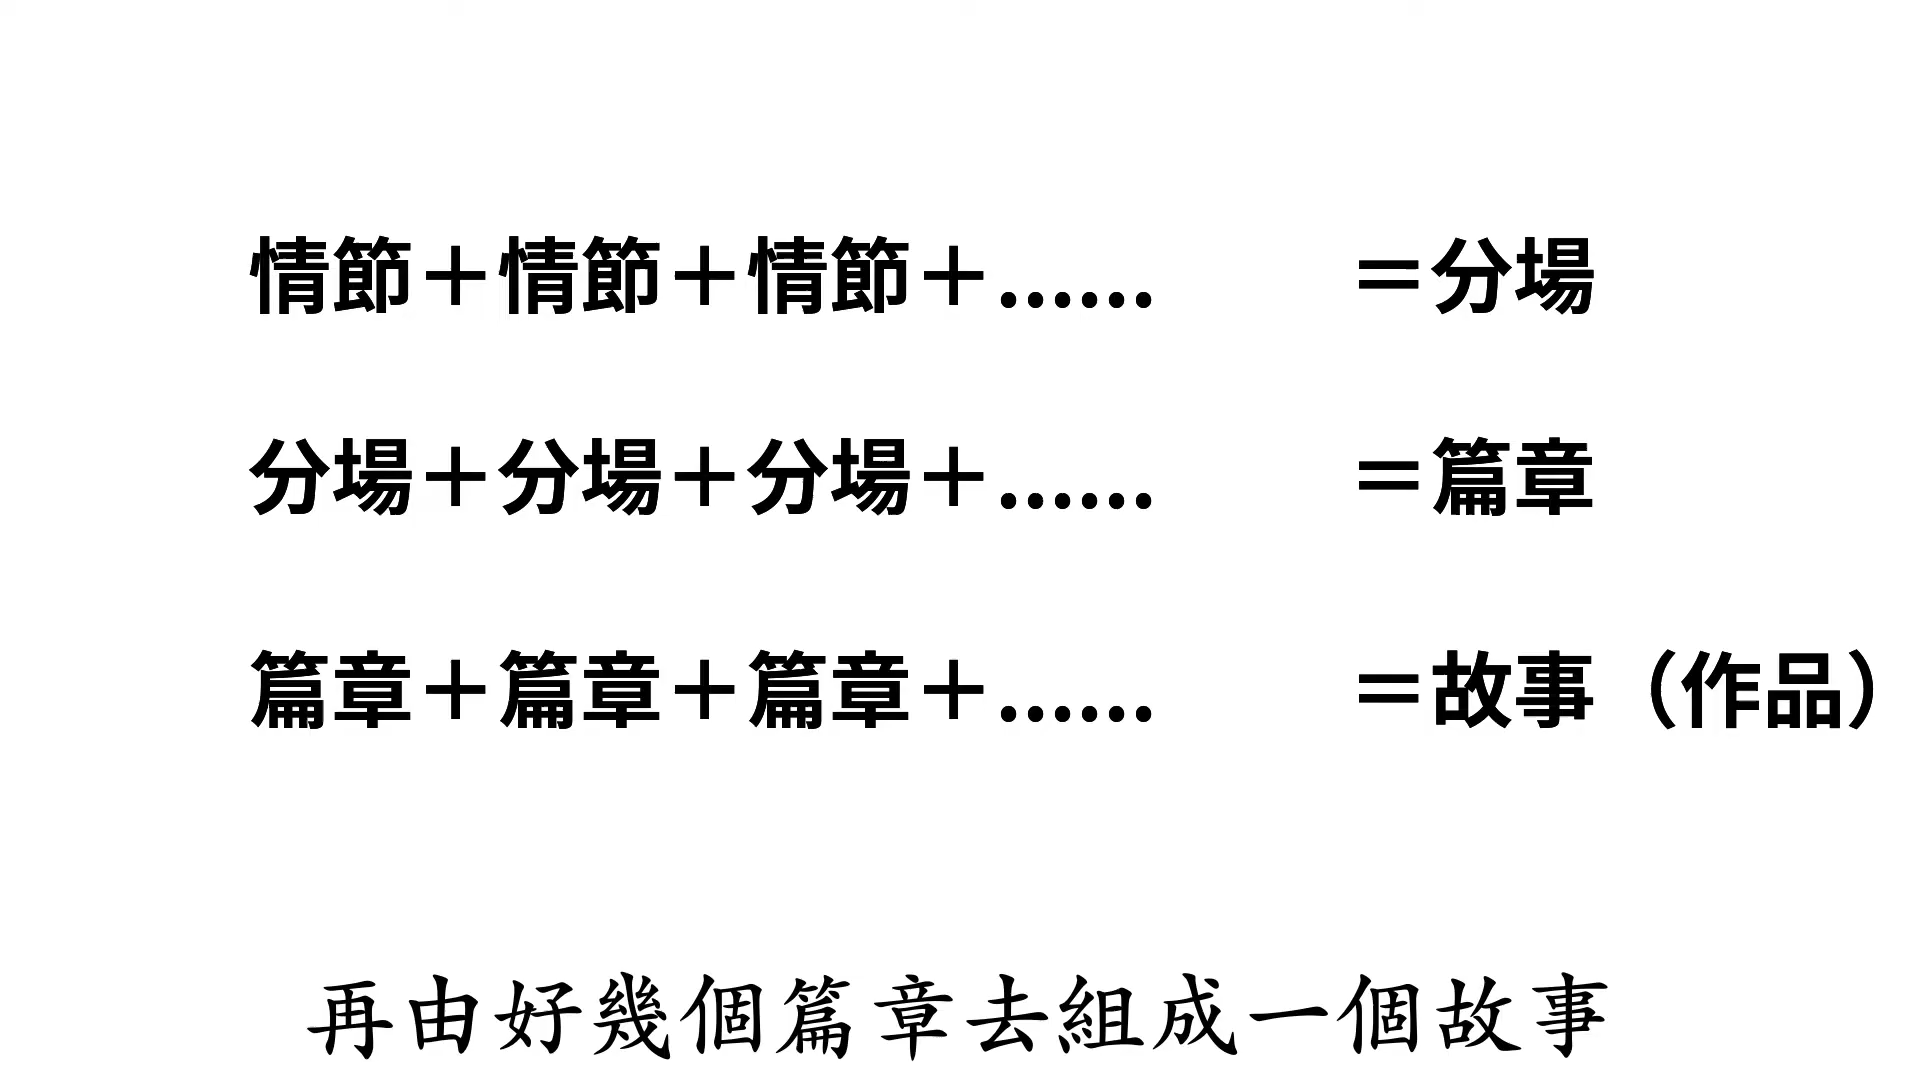 情節＋情節＋情節＋…… ＝分場
分場＋分場＋分場＋…… ＝篇章
篇章＋篇章＋篇章＋…… ＝故事（作品）
再由好幾個篇章去組成一個故事